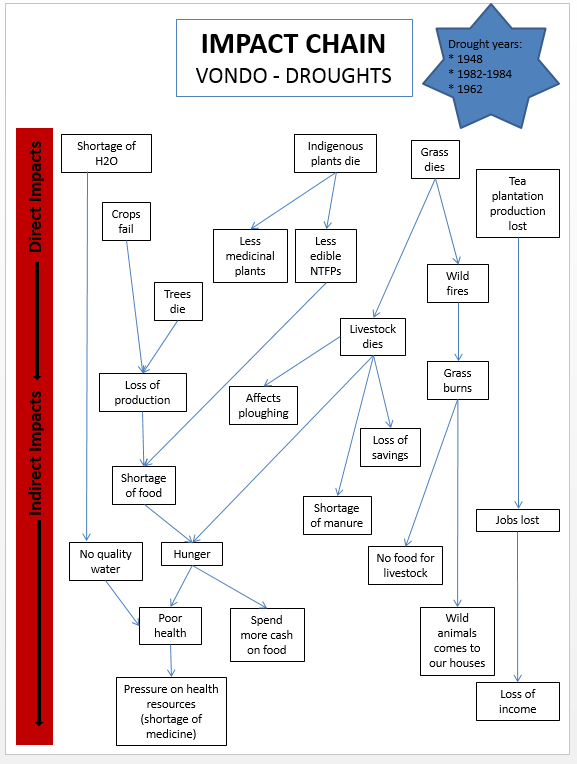 IMPACT CHAIN
VONDO - DROUGHTS
Drought years:
* 1948
* 1982-1984
* 1962
Direct Impacts
Indirect Impacts
Shortage of
H2O
Indigenous
plants die
Grass
dies
Tea
plantation
production
lost
Crops
fail
Less
medicinal
plants
Less
edible
NTFPs
Wild
fires
Trees
die
Livestock
dies
Loss of
production
Affects
ploughing
Grass
burns
Loss of
savings
Shortage
of food
Shortage
of manure
Jobs lost
No quality
water
Hunger
No food for
livestock
Poor
health
Spend
more cash
on food
Wild
animals
comes to
our houses
Pressure on health
resources
(shortage of
medicine)
Loss of
income